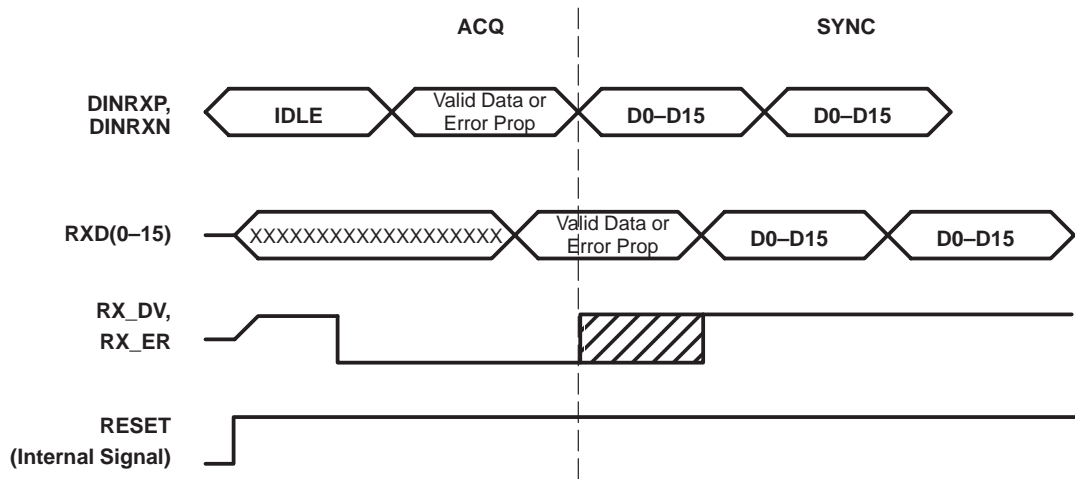 ACQ
SYNC
DINRXP,
DINRXN
IDLE
Valid Data or
Error Prop
D0–D15
D0–D15
RXD(0–15)
XXXXXXXXXXXXXXXXXXX
Valid Data or
Error Prop
D0–D15
D0–D15
RX_DV,
RX_ER
RESET
(Internal Signal)